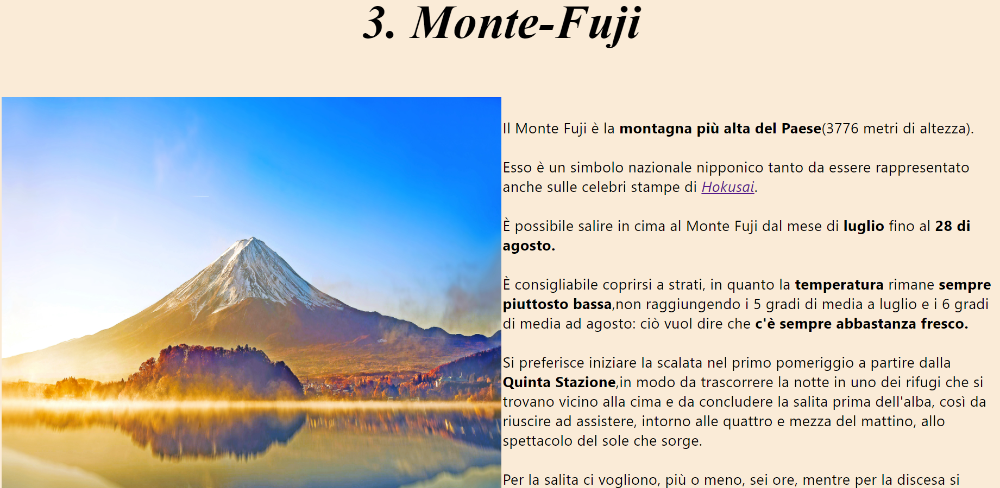 3. Monte-Fuji
Il Monte Fuji è la montagna più alta del Paese(3776 metri di altezza).
Esso è un simbolo nazionale nipponico tanto da essere rappresentato
anche sulle celebri stampe di Hokusai.
È possibile salire in cima al Monte Fuji dal mese di luglio fino al 28 di
agosto.
È consigliabile coprirsi a strati, in quanto la temperatura rimane sempre
piuttosto bassa,non raggiungendo i 5 gradi di media a luglio e i 6 gradi
di media ad agosto: ciò vuol dire che c'è sempre abbastanza fresco.
Si preferisce iniziare la scalata nel primo pomeriggio a partire dalla
Quinta Stazione,in modo da trascorrere la notte in uno dei rifugi che si
trovano vicino alla cima e da concludere la salita prima dell'alba, così da
riuscire ad assistere, intorno alle quattro e mezza del mattino, allo
spettacolo del sole che sorge.
Per la salita ci vogliono, più o meno, sei ore, mentre per la discesa si